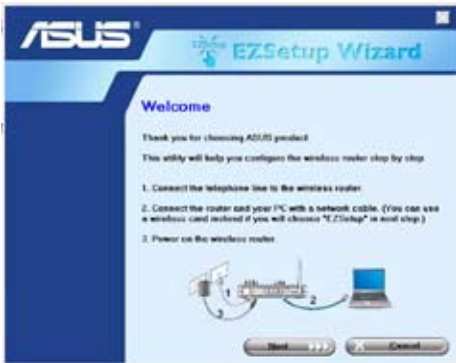 ASUS
EZSetup Wizard
Welcome
Thank you for choosing ASUS product
This utility will help you configure the wireless router step by step
1. Connect the telephone line to the wireless router.
2. Connect the router and your PC with a network cable. (You can use
a wireless card instead if you will choose "EZSetup" in next step.)
3. Power on the wireless router.
1
2
3
Next
Cancel